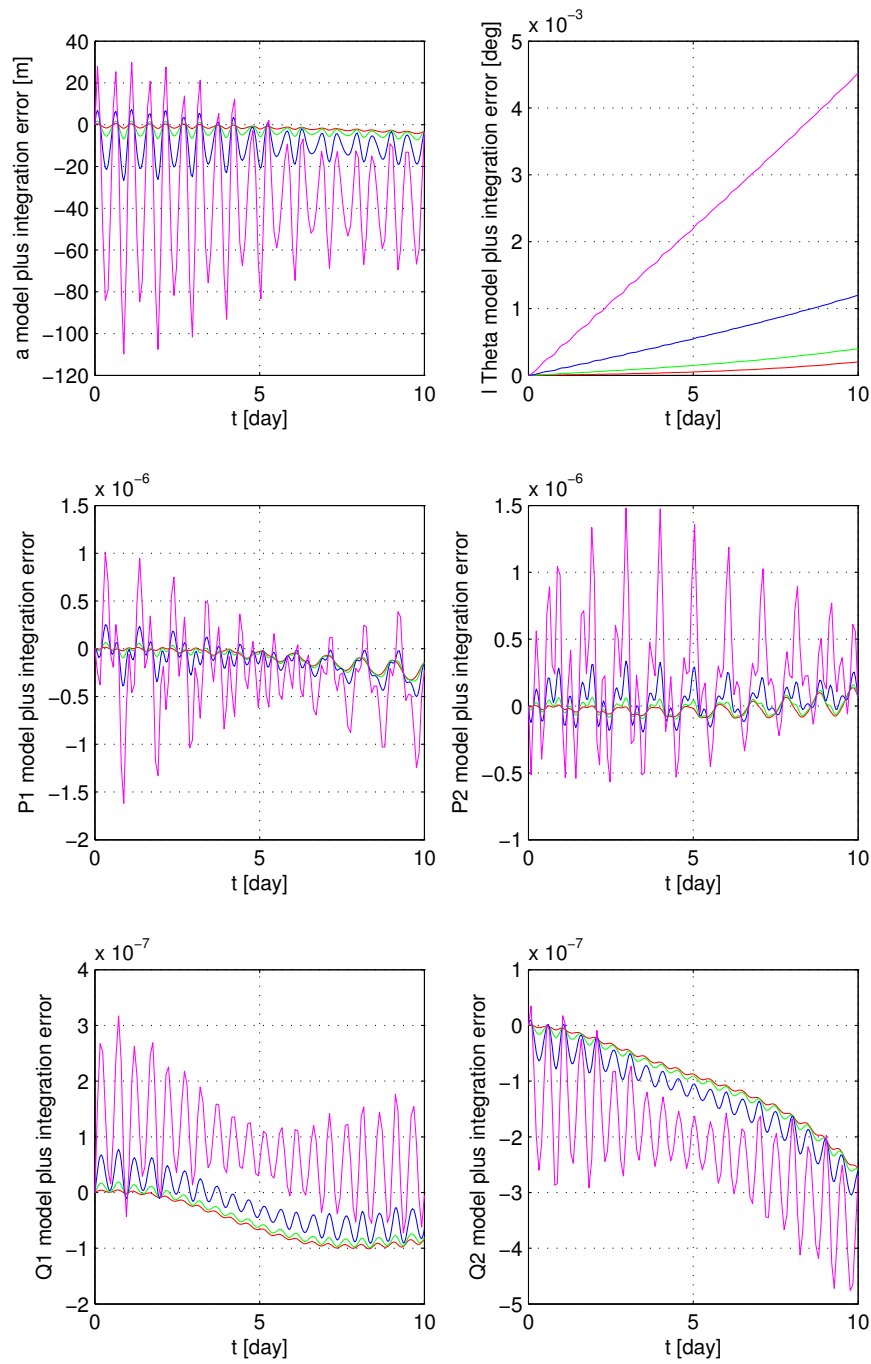 a model plus integration error [m]
40
20
0
−20
−40
−60
−80
−100
−120
0 5 10
t [day]
x 10−3
l Theta model plus integration error [deg]
5
4
3
2
1
0
0 5 10
t [day]
x 10−6
P1 model plus integration error
1.5
1
0.5
0
−0.5
−1
−1.5
−2
0 5 10
t [day]
x 10−6
P2 model plus integration error
1.5
1
0.5
0
−0.5
−1
0 5 10
t [day]
x 10−7
Q1 model plus integration error
4
3
2
1
0
−1
−2
0 5 10
t [day]
x 10−7
Q2 model plus integration error
1
0
−1
−2
−3
−4
−5
0 5 10
t [day]